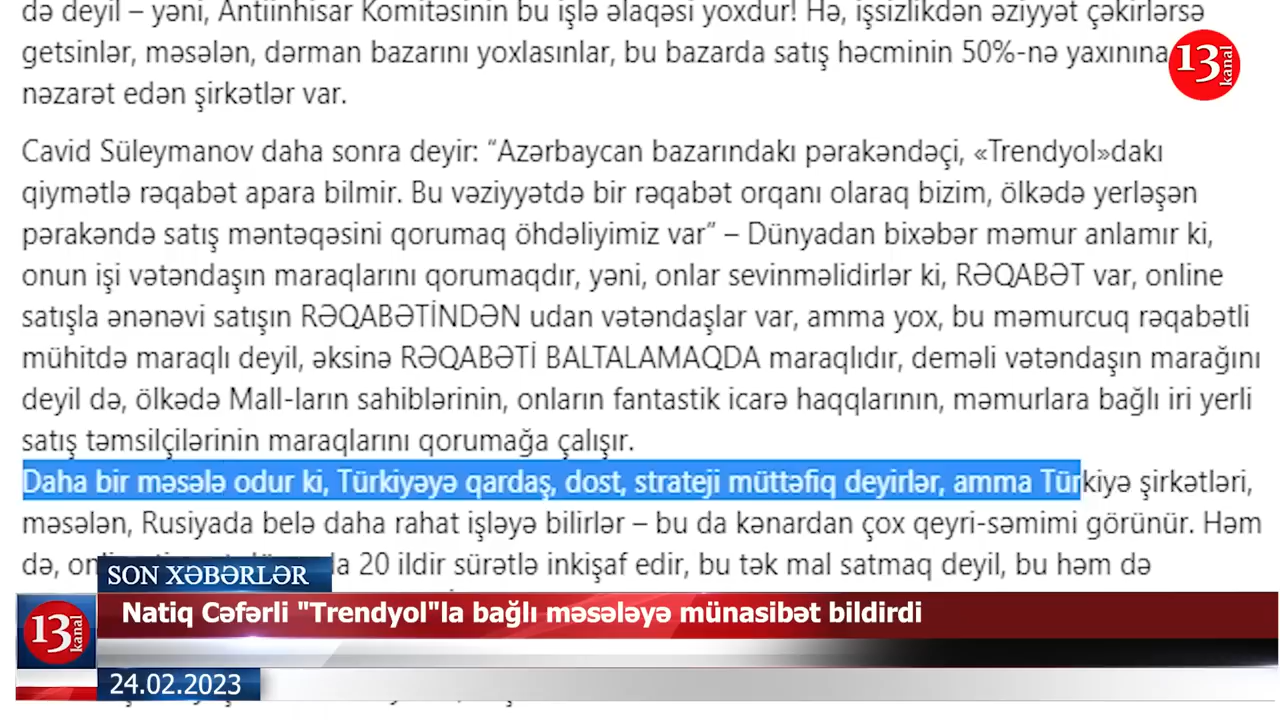 də deyil – yəni, Antiinhisar Komitəsinin bu işlə əlaqəsi yoxdur! Hə, işsizlikdən əziyyət çəkirlərsə
getsinlər, məsələn, dərman bazarını yoxlasınlar, bu bazarda satış həcminin 50%-nə yaxınına
nəzarət edən şirkətlər var.
13 kanal
Cavid Süleymanov daha sonra deyir: “Azərbaycan bazarındakı pərakəndəçi, «Trendyol»dakı
qiymətlə rəqabət apara bilmir. Bu vəziyyətdə bir rəqabət orqanı olaraq bizim, ölkədə yerləşən
pərakəndə satış məntəqəsini qorumaq öhdəliyimiz var” – Dünyadan bixəbər məmur anlamır ki,
onun işi vətəndaşın maraqlarını qorumaqdır, yəni, onlar sevinməlidirlər ki, RƏQABƏT var, online
satışla ənənəvi satışın RƏQABƏTİNDƏN udan vətəndaşlar var, amma yox, bu məmurcuq rəqabətli
mühitdə maraqlı deyil, əksinə RƏQABƏTİ BALTALAMAQDA maraqlıdır, deməli vətəndaşın marağını
deyil də, ölkədə Mall-ların sahiblərinin, onların fantastik icarə haqqlarının, məmurlara bağlı iri yerli
satış təmsilçilərinin maraqlarını qorumağa çalışır.
Daha bir məsələ odur ki, Türkiyəyə qardaş, dost, strateji müttəfiq deyirlər, amma Türkiyə şirkətləri,
məsələn, Rusiyada belə daha rahat işləyə bilirlər – bu da kənardan çox qeyri-səmimi görünür. Həm
də, 20 ildir sürətlə inkişaf edir, bu tək mal satmaq deyil, bu həm də
SON XƏBƏRLƏR
Natiq Cəfərli "Trendyol"la bağlı məsələyə münasibət bildirdi
13 kanal
24.02.2023